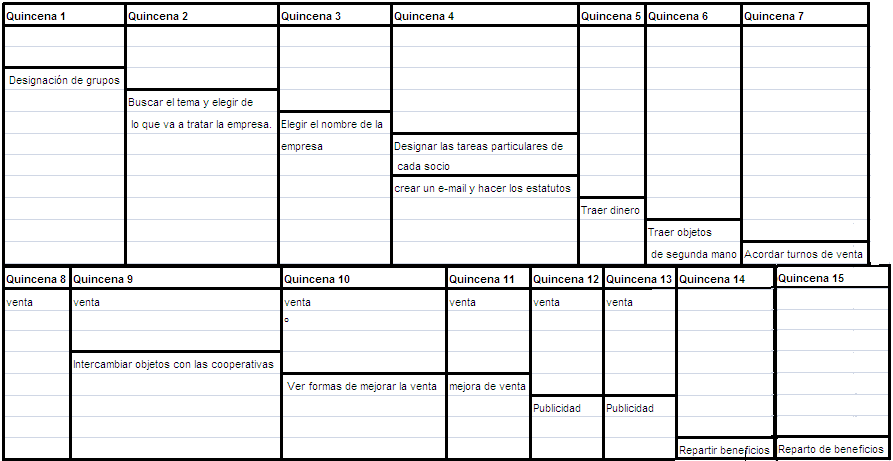 Quincena 1 Quincena 2 Quincena 3 Quincena 4 Quincena 5 Quincena 6 Quincena 7
Designación de grupos
Buscar el tema y elegir de
lo que va a tratar la empresa.
Elegir el nombre de la
empresa
Designar las tareas particulares de
cada socio
crear un e-mail y hacer los estatutos
Traer dinero
Traer objetos
de segunda mano
Acordar turnos de venta
Quincena 8 Quincena 9 Quincena 10 Quincena 11 Quincena 12 Quincena 13 Quincena 14 Quincena 15
venta venta venta venta venta venta
Intercambiar objetos con las cooperativas
Ver formas de mejorar la venta
mejora de venta
Publicidad
Publicidad
Repartir beneficios
Reparto de beneficios